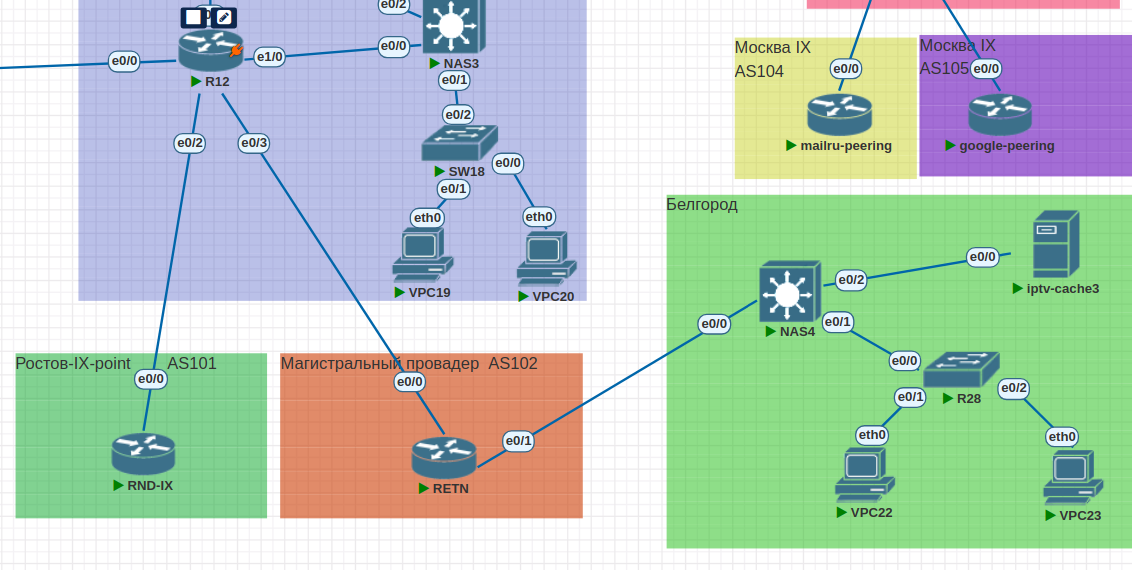 e0/2
e0/0
e1/0
e0/0
NAS3
R12
e0/1
e0/2
e0/2
e0/3
SW18
e0/0
e0/1
eth0
eth0
VPC19
VPC20
Москва IX
AS104
e0/0
mailru-peering
Москва IX
AS105
e0/0
google-peering
Белгород
e0/0
e0/2
iptv-cache3
NAS4
e0/0
e0/1
e0/0
R28
e0/1
e0/2
eth0
eth0
VPC22
VPC23
Ростов-IX-point AS101
e0/0
RND-IX
Магистральный провадер AS102
e0/0
e0/1
RETN